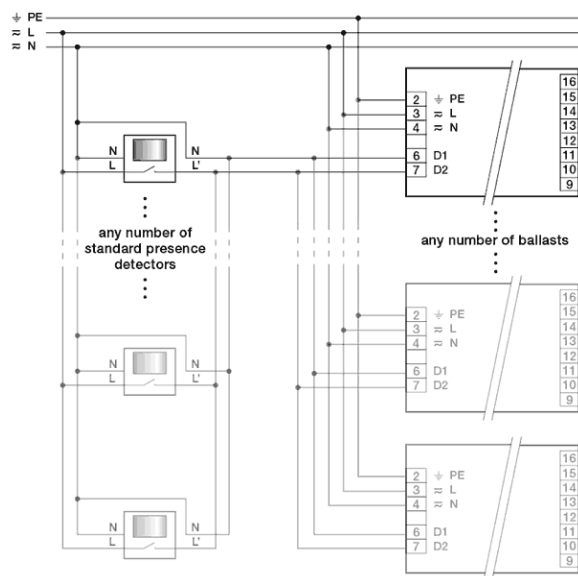 ⏚ PE
≂ L
≂ N
16
15
2 ⏚ PE 14
3 ≂ L 13
4 ≂ N 12
N N 6 D1 11
L L' 7 D2 10
9
any number of
standard presence
detectors
any number of ballasts
16
2 ⏚ PE 15
3 ≂ L 14
4 ≂ N 13
12
N N 6 D1 11
L L' 7 D2 10
9
16
2 ⏚ PE 15
3 ≂ L 14
4 ≂ N 13
12
N N 6 D1 11
L L' 7 D2 10
9